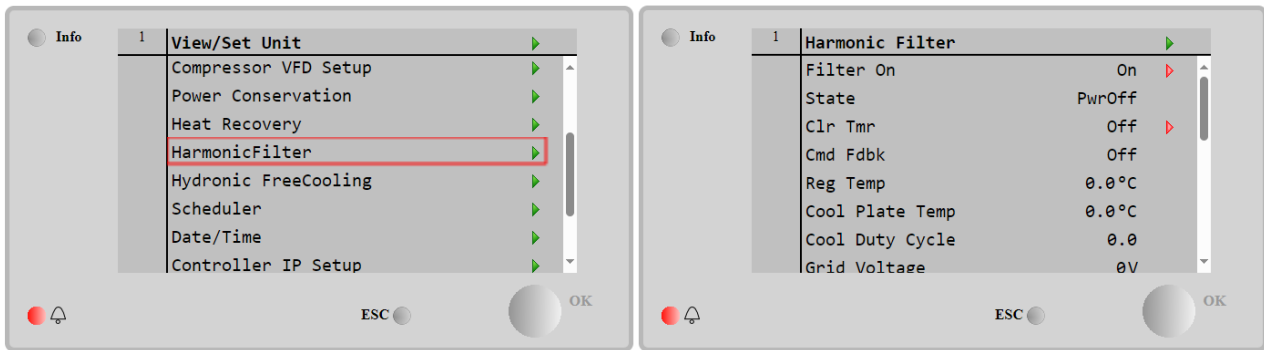 Info
1 View/Set Unit
Compressor VFD Setup
Power Conservation
Heat Recovery
HarmonicFilter
Hydronic FreeCooling
Scheduler
Date/Time
Controller IP Setup
ESC
OK
Info
1 Harmonic Filter
Filter On On
State PwrOff
Clr Tmr Off
Cmd Fdbk Off
Reg Temp 0.0°C
Cool Plate Temp 0.0°C
Cool Duty Cycle 0.0
Grid Voltage 0V
ESC
OK